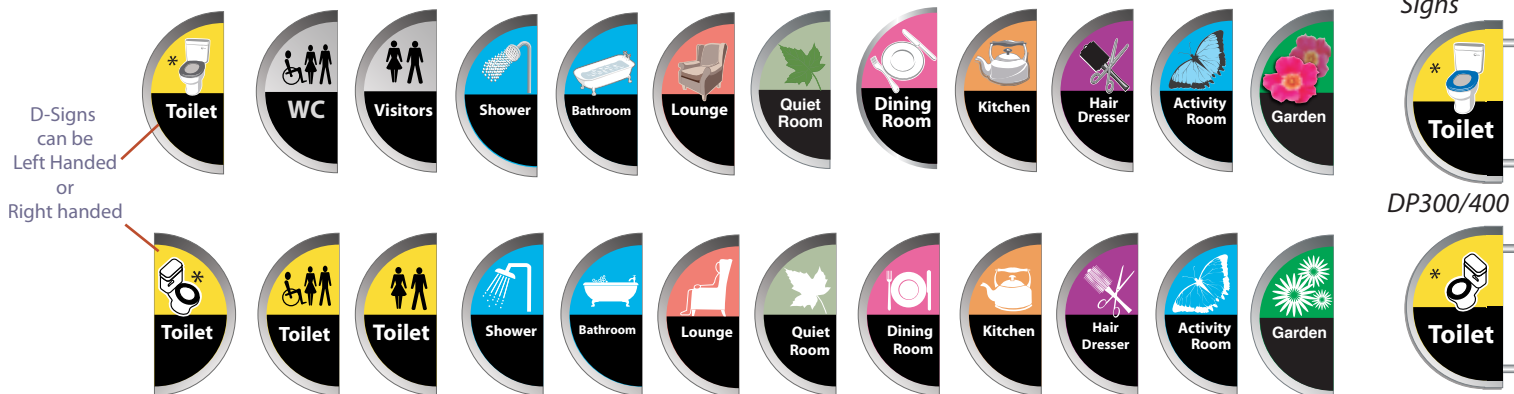 Signs
*
Toilet
WC
Visitors
Shower
Bathroom
Lounge
Quiet
Room
Dining
Room
Kitchen
Hair
Dresser
Activity
Room
Garden
*
Toilet
D-Signs
can be
Left Handed
or
Right handed
DP300/400
*
Toilet
Toilet
Toilet
Shower
Bathroom
Lounge
Quiet
Room
Dining
Room
Kitchen
Hair
Dresser
Activity
Room
Garden
*
Toilet